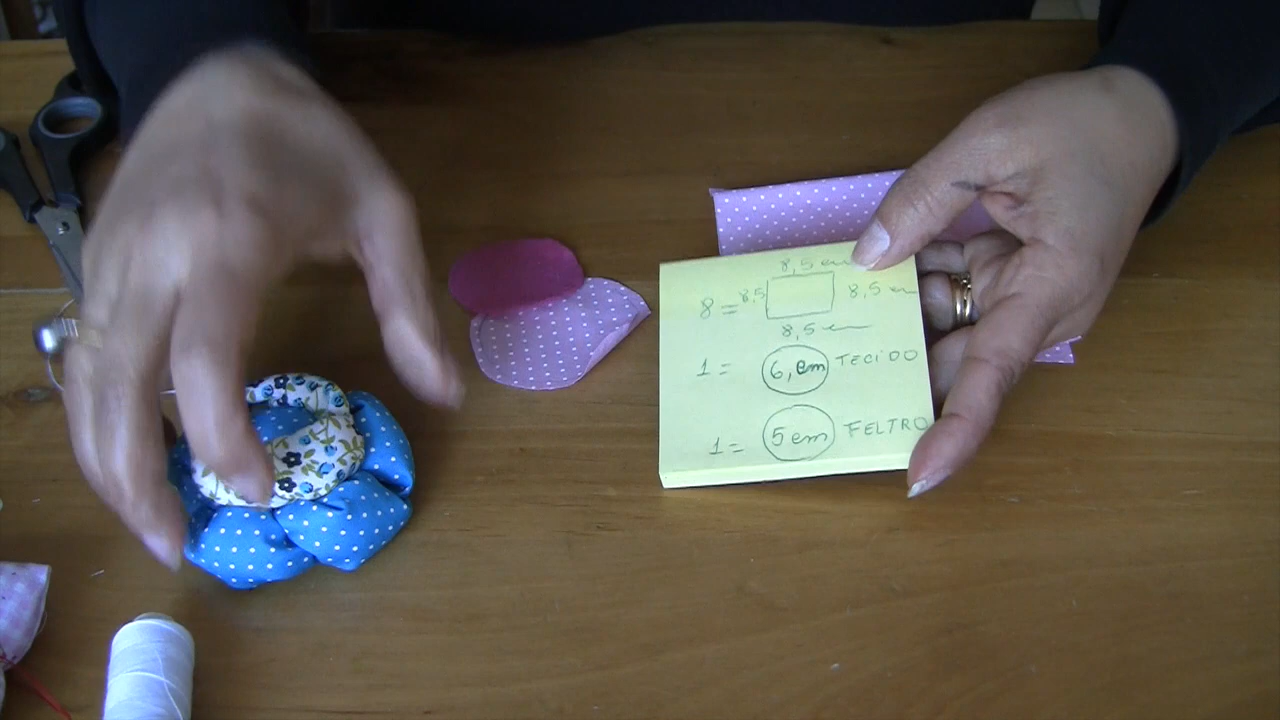 8,5 cm
8 = 8,5 8,5 cm
8,5 cm
1 = 6, cm TECIDO
1 = 5 cm FELTRO